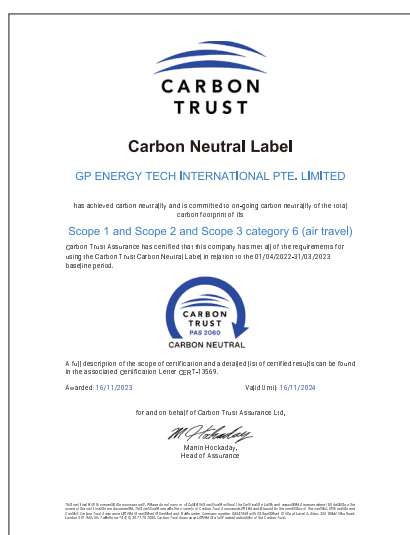 CARBON
TRUST
Carbon Neutral Label
GP ENERGY TECH INTERNATIONAL PTE. LIMITED
has achieved carbon neutrality and is committed to on-going carbon neutrality of the total
carbon footprint of its
Scope 1 and Scope 2 and Scope 3 category 6 (air travel)
Carbon Trust Assurance has certified that this company has met all of the requirements for
using the Carbon Trust Carbon Neutral Label in relation to the 01/04/2022-31/03/2023
baseline period.
CARBON
TRUST
PAS 2060
CARBON NEUTRAL
A full description of the scope of certification and a detailed list of certified results can be found
in the associated Certification Letter CERT-13569.
Awarded: 16/11/2023 Valid Until: 16/11/2024
for and on behalf of Carbon Trust Assurance Ltd,
M Hockaday
Hockaday,
Head of Assurance